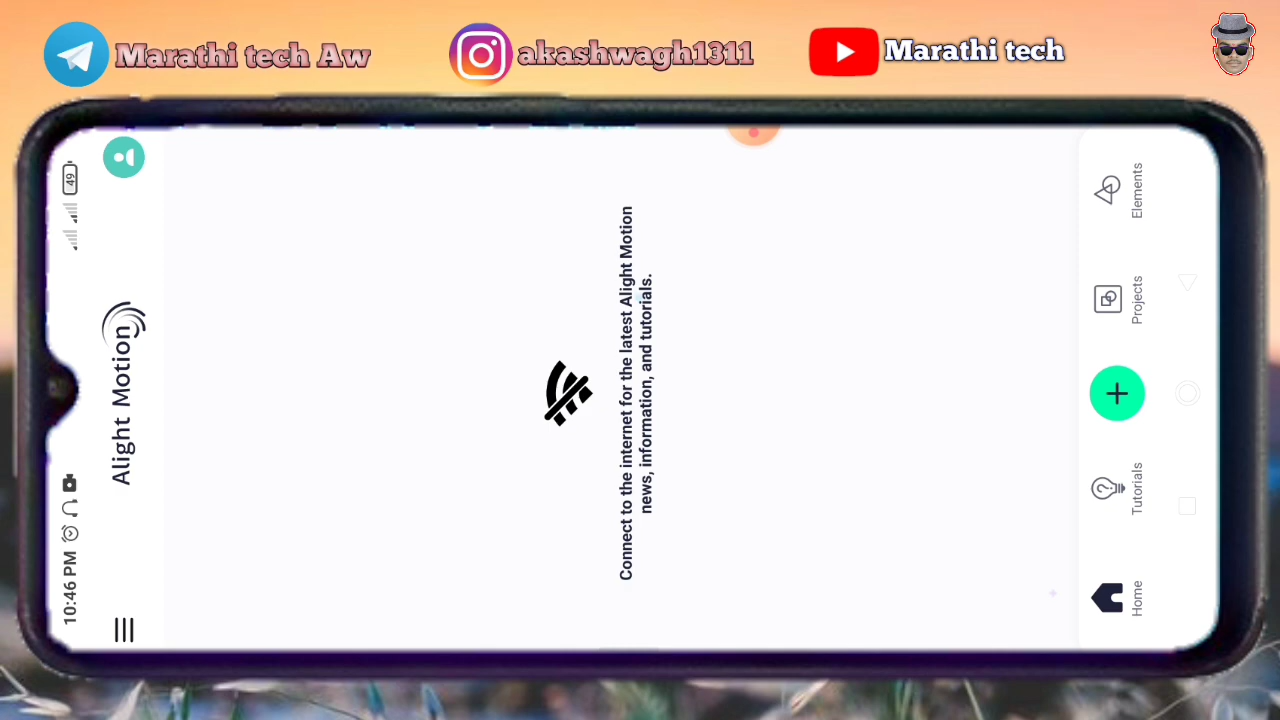 Marathi tech Aw
akashwagh1311
Marathi tech
10:46 PM
49
Alight Motion
Connect to the internet for the latest Alight Motion
news, information, and tutorials.
Home
Tutorials
Projects
Elements